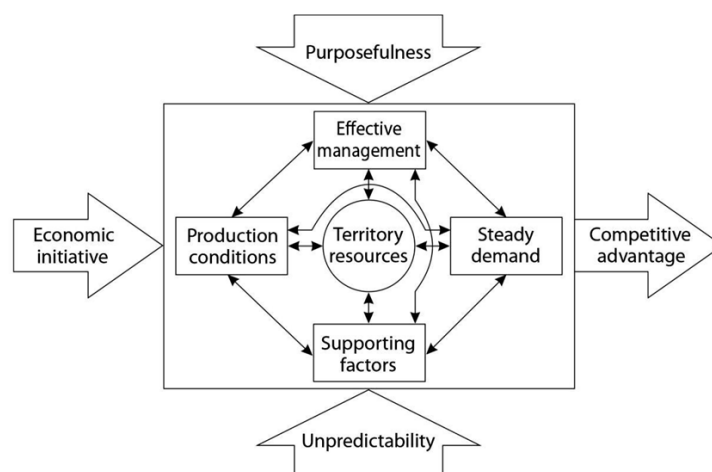 Purposefulness
Effective
management
Economic
initiative
Production
conditions
Territory
resources
Steady
demand
Competitive
advantage
Supporting
factors
Unpredictability